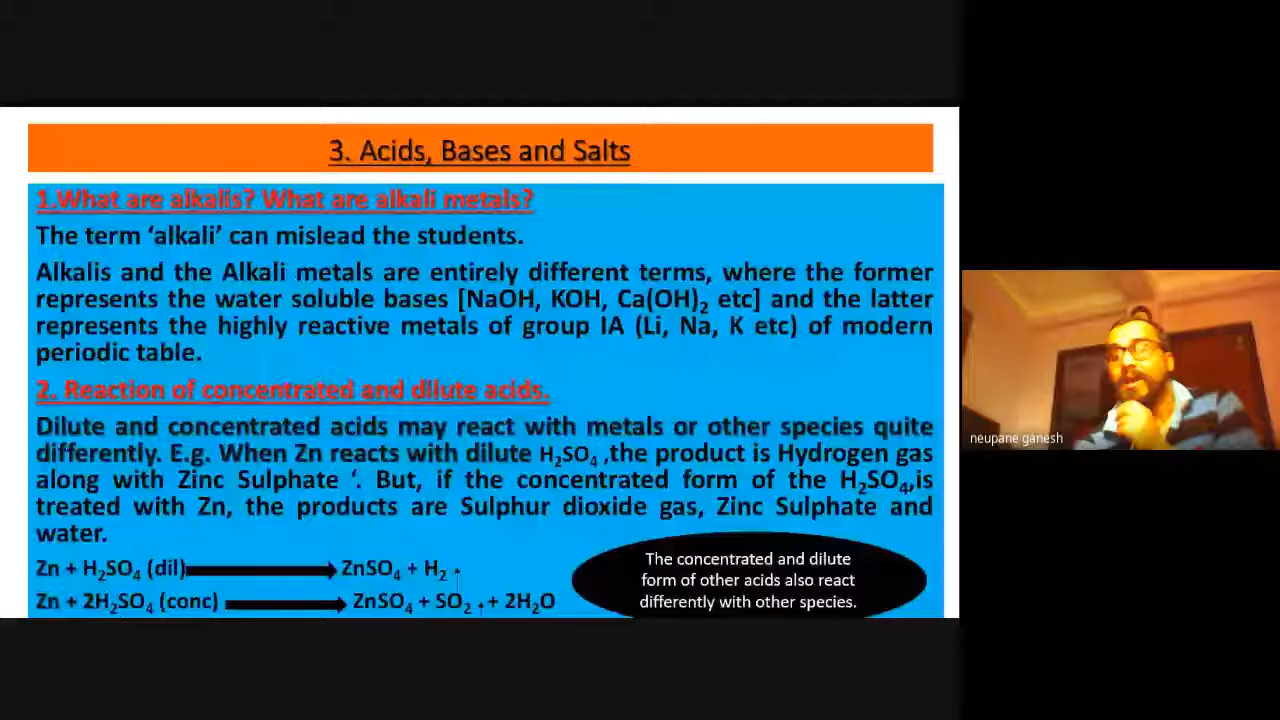 3. Acids, Bases and Salts
1.What are alkalis? What are alkali metals?
The term ‘alkali’ can mislead the students.
Alkalis and the Alkali metals are entirely different terms, where the former
represents the water soluble bases [NaOH, KOH, Ca(OH)₂ etc] and the latter
represents the highly reactive metals of group IA (Li, Na, K etc) of modern
periodic table.
2. Reaction of concentrated and dilute acids.
Dilute and concentrated acids may react with metals or other species quite
differently. E.g. When Zn reacts with dilute H₂SO₄ ,the product is Hydrogen gas
along with Zinc Sulphate ‘. But, if the concentrated form of the H₂SO₄,is
treated with Zn, the products are Sulphur dioxide gas, Zinc Sulphate and
water.
Zn + H₂SO₄ (dil) ⟶ ZnSO₄ + H₂
Zn + 2H₂SO₄ (conc) ⟶ ZnSO₄ + SO₂ + 2H₂O
The concentrated and dilute
form of other acids also react
differently with other species.
neupane ganesh